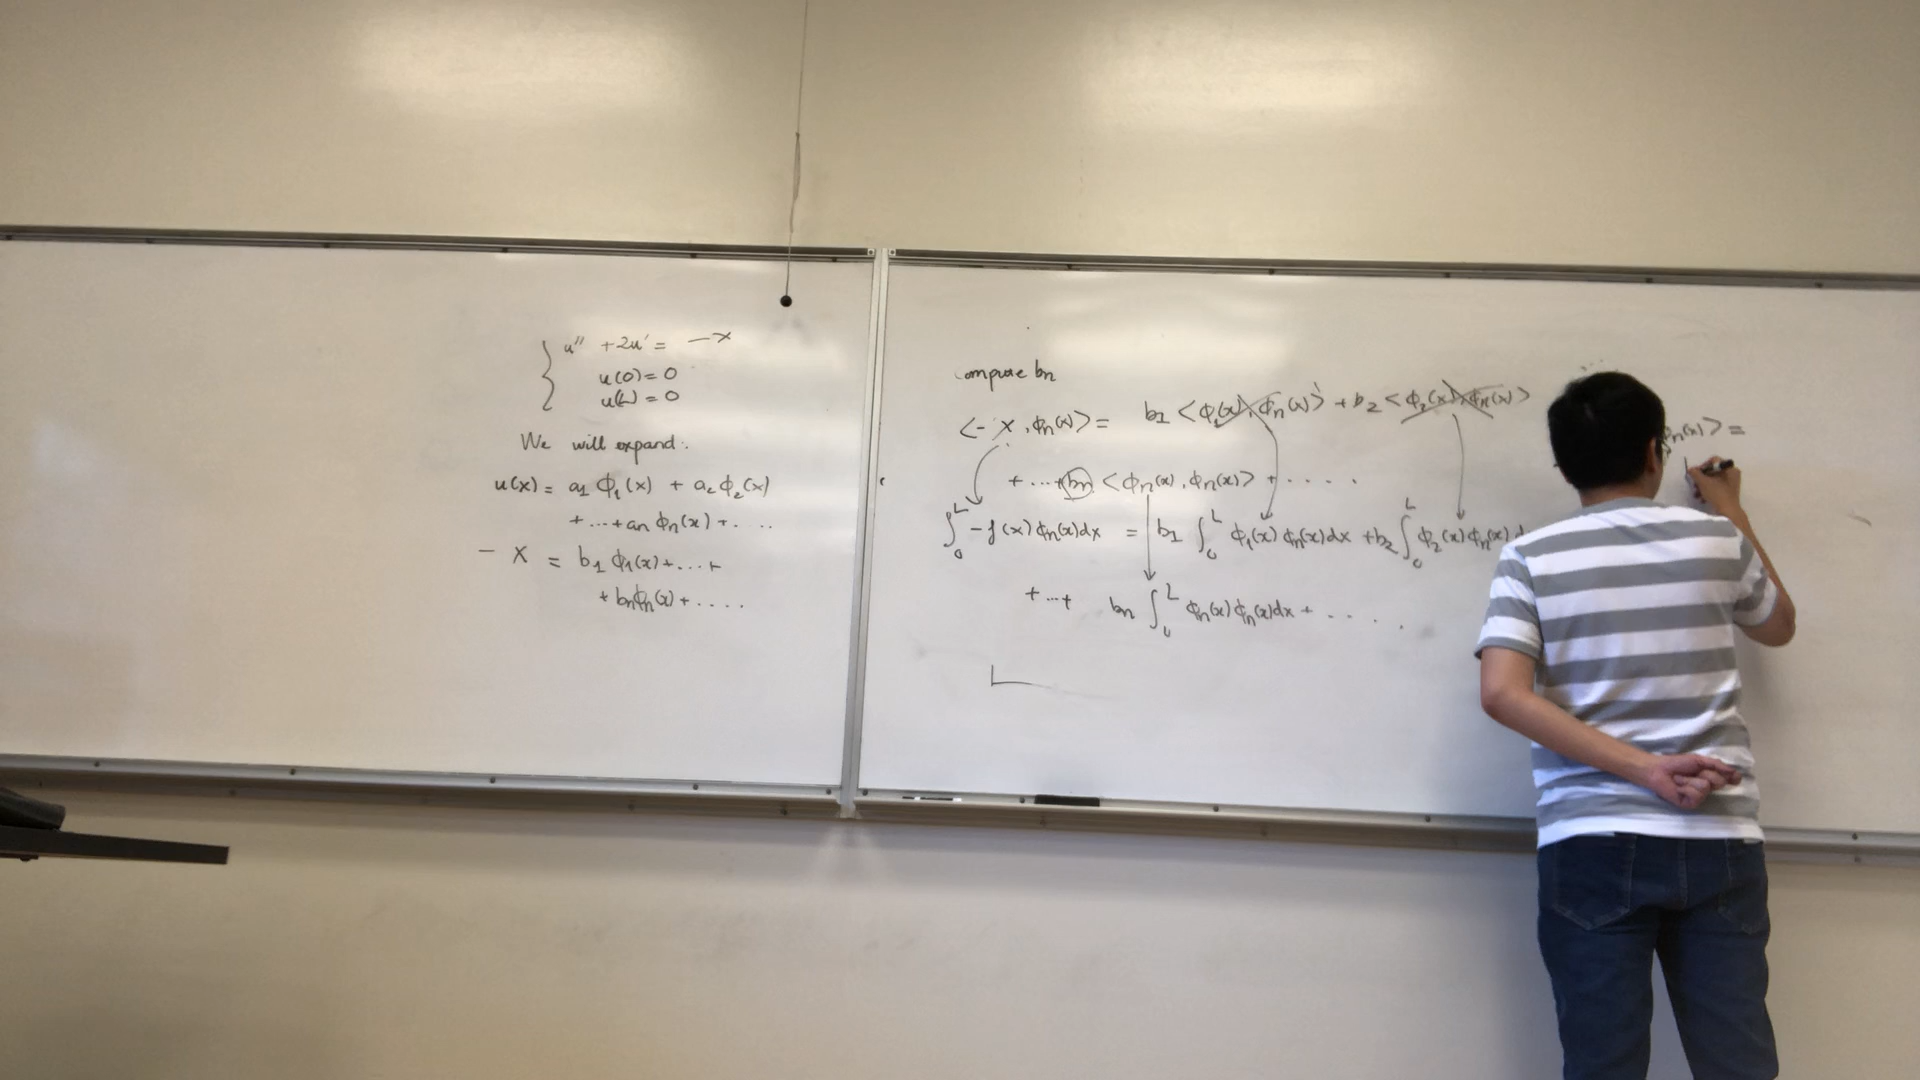 u'' + 2u' = -x
u(0) = 0
u(L) = 0
We will expand:
u(x) = a₁ ϕ₁(x) + a₂ ϕ₂(x)
+ ... + an ϕn(x) + ....
- x = b₁ ϕ₁(x) + ... +
+ bn ϕn(x) + ....
compute bn
<- x, ϕn(x)> = b₁ <ϕ₁(x), ϕn(x)> + b₂ <ϕ₂(x), ϕn(x)>
+ ... + bn <ϕn(x), ϕn(x)> + ....
∫₀ᴸ - f(x) ϕn(x)dx = b₁ ∫₀ᴸ ϕ₁(x) ϕn(x)dx + b₂ ∫₀ᴸ ϕ₂(x) ϕn(x) d
+ ... + bn ∫₀ᴸ ϕn(x) ϕn(x)dx + ....
ϕn(x)> =